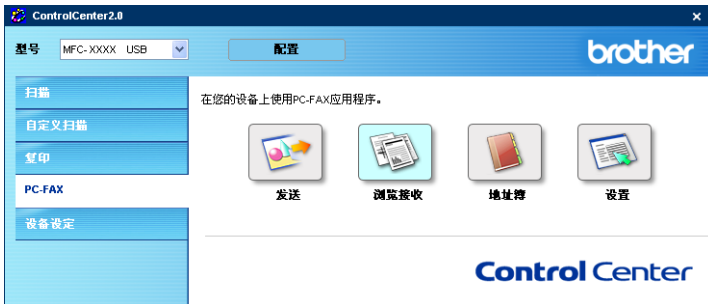 ControlCenter2.0
型号 MFC-XXXX USB 配置 brother
扫描
在您的设备上使用PC-FAX应用程序。
自定义扫描
复印
PC-FAX
发送 浏览接收 地址簿 设置
设备设定
Control Center